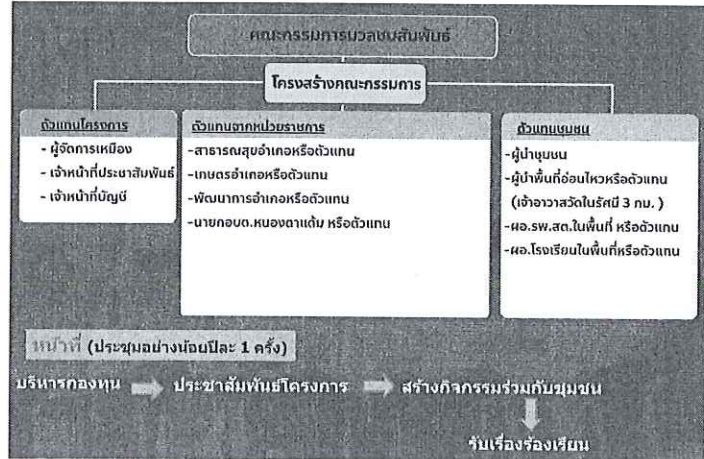 คณะกรรมการมวลชนสัมพันธ์
โครงสร้างคณะกรรมการ
ตัวแทนโครงการ
- ผู้จัดการเหมือง
- เจ้าหน้าที่ประชาสัมพันธ์
- เจ้าหน้าที่บัญชี
ตัวแทนจากหน่วยราชการ
-สาธารณสุขอำเภอหรือตัวแทน
-เกษตรอำเภอหรือตัวแทน
-พัฒนาการอำเภอหรือตัวแทน
-นายกอบต.หนองตาแต้ม หรือตัวแทน
ตัวแทนชุมชน
-ผู้นำชุมชน
-ผู้นำพื้นที่อ่อนไหวหรือตัวแทน
(เจ้าอาวาสวัดในรัศมี 3 กม. )
-ผอ.รพ.สต.ในพื้นที่ หรือตัวแทน
-ผอ.โรงเรียนในพื้นที่หรือตัวแทน
หน้าที่ (ประชุมอย่างน้อยปีละ 1 ครั้ง)
บริหารกองทุน ประชาสัมพันธ์โครงการ สร้างกิจกรรมร่วมกับชุมชน
รับเรื่องร้องเรียน